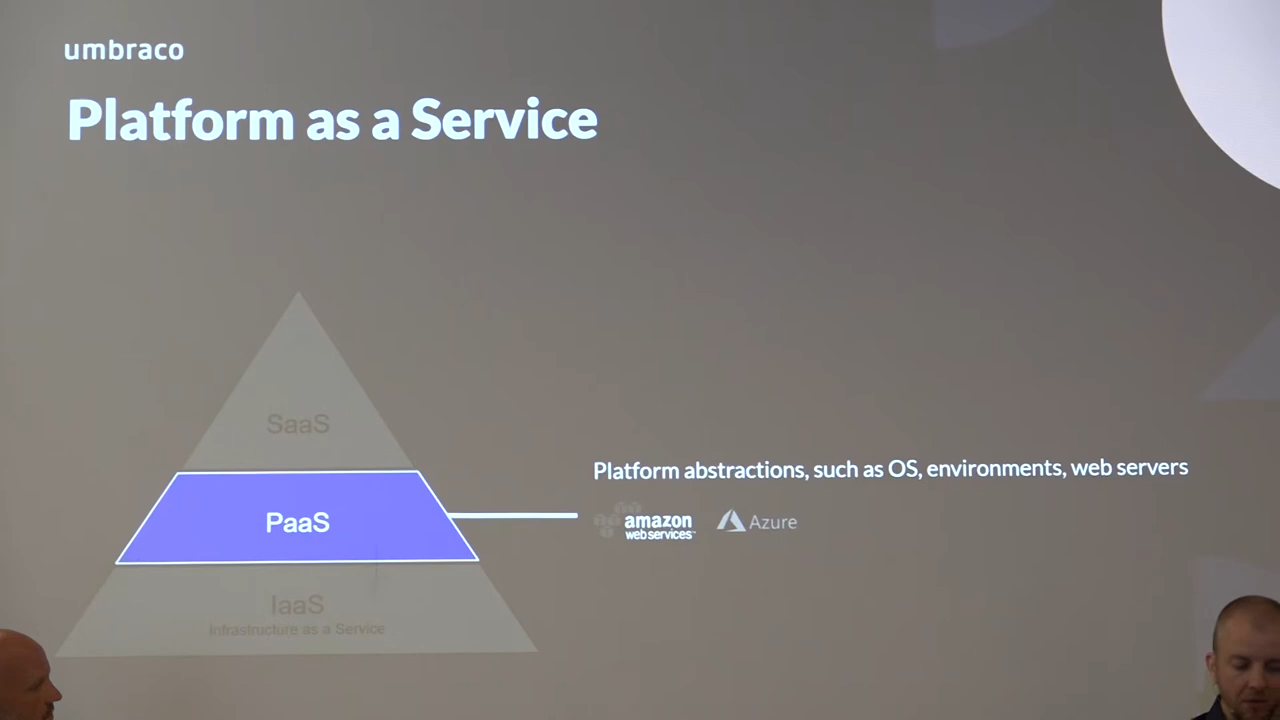 umbraco
Platform as a Service
SaaS
PaaS
IaaS
Infrastructure as a Service
Platform abstractions, such as OS, environments, web servers
amazon
web services™
Azure